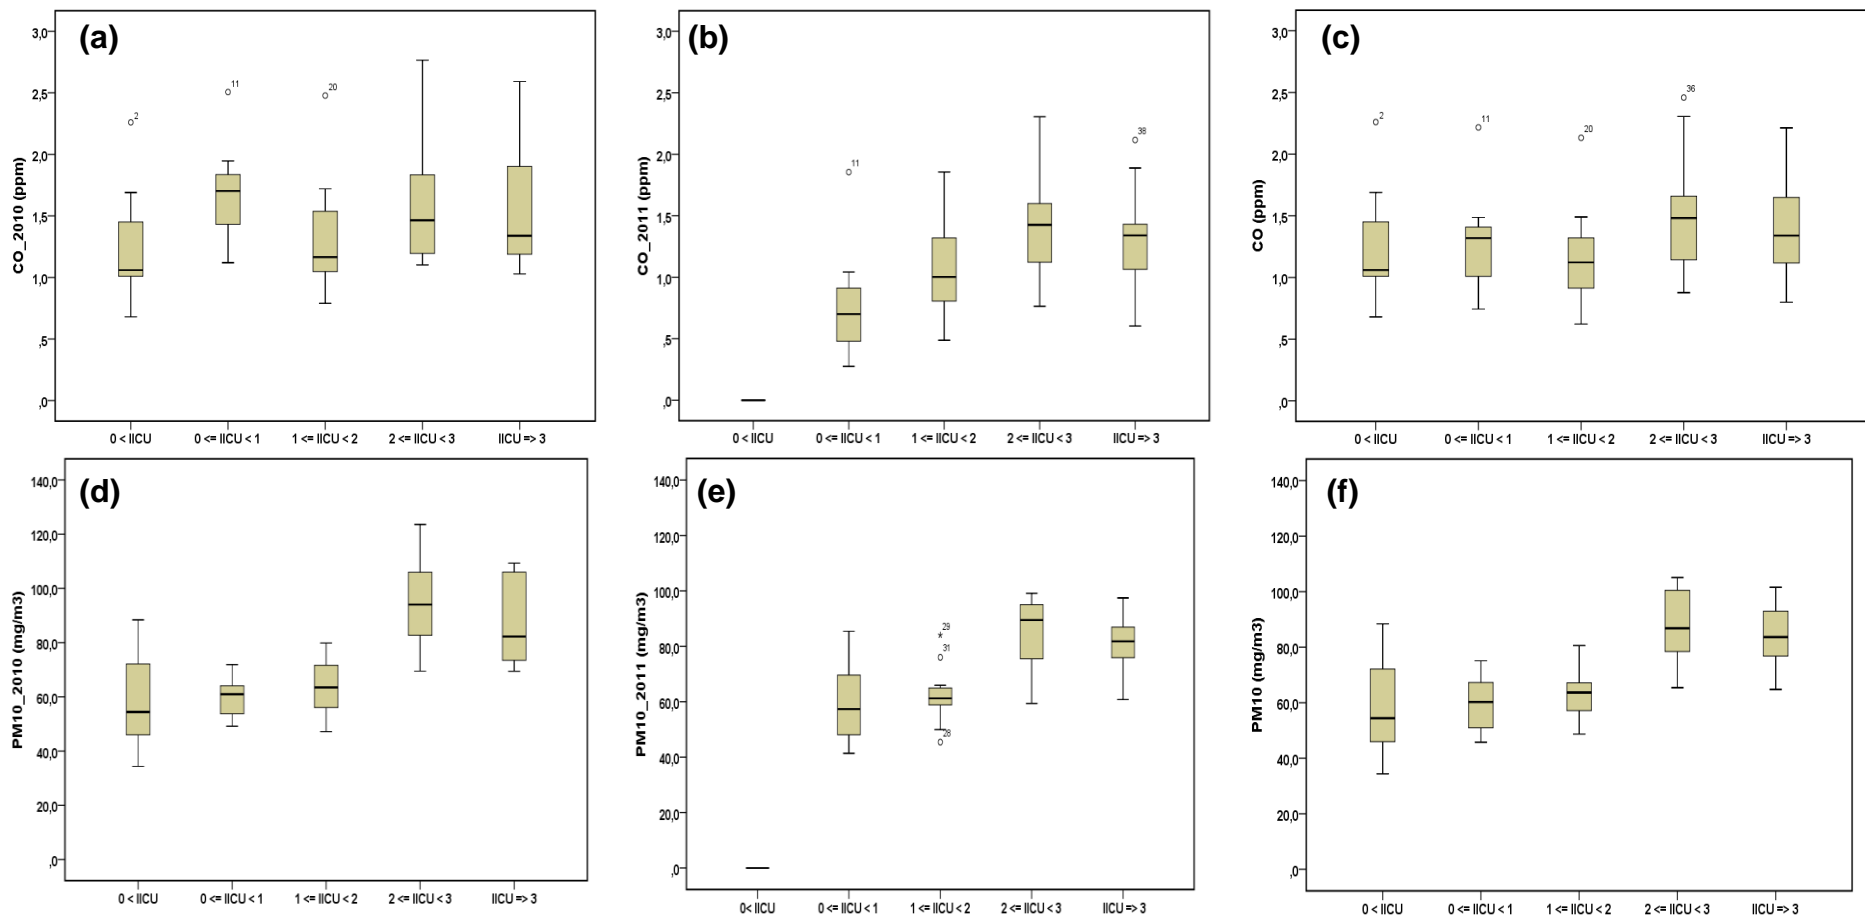 (a)
CO_2010 (ppm)
3,0
2,5
2,0
1,5
1,0
,5
,0
2
11
20
0 < IICU
0 <= IICU < 1
1 <= IICU < 2
2 <= IICU < 3
IICU => 3
(b)
CO_2011 (ppm)
3,0
2,5
2,0
1,5
1,0
,5
,0
11
38
0 < IICU
0 <= IICU < 1
1 <= IICU < 2
2 <= IICU < 3
IICU => 3
(c)
CO (ppm)
3,0
2,5
2,0
1,5
1,0
,5
,0
2
11
20
36
0 < IICU
0 <= IICU < 1
1 <= IICU < 2
2 <= IICU < 3
IICU => 3
(d)
PM10_2010 (mg/m3)
140,0
120,0
100,0
80,0
60,0
40,0
20,0
,0
0 < IICU
0 <= IICU < 1
1 <= IICU < 2
2 <= IICU < 3
IICU => 3
(e)
PM10_2011 (mg/m3)
140,0
120,0
100,0
80,0
60,0
40,0
20,0
,0
29
31
28
0 < IICU
0 <= IICU < 1
1 <= IICU < 2
2 <= IICU < 3
IICU => 3
(f)
PM10 (mg/m3)
140,0
120,0
100,0
80,0
60,0
40,0
20,0
,0
0 < IICU
0 <= IICU < 1
1 <= IICU < 2
2 <= IICU < 3
IICU => 3